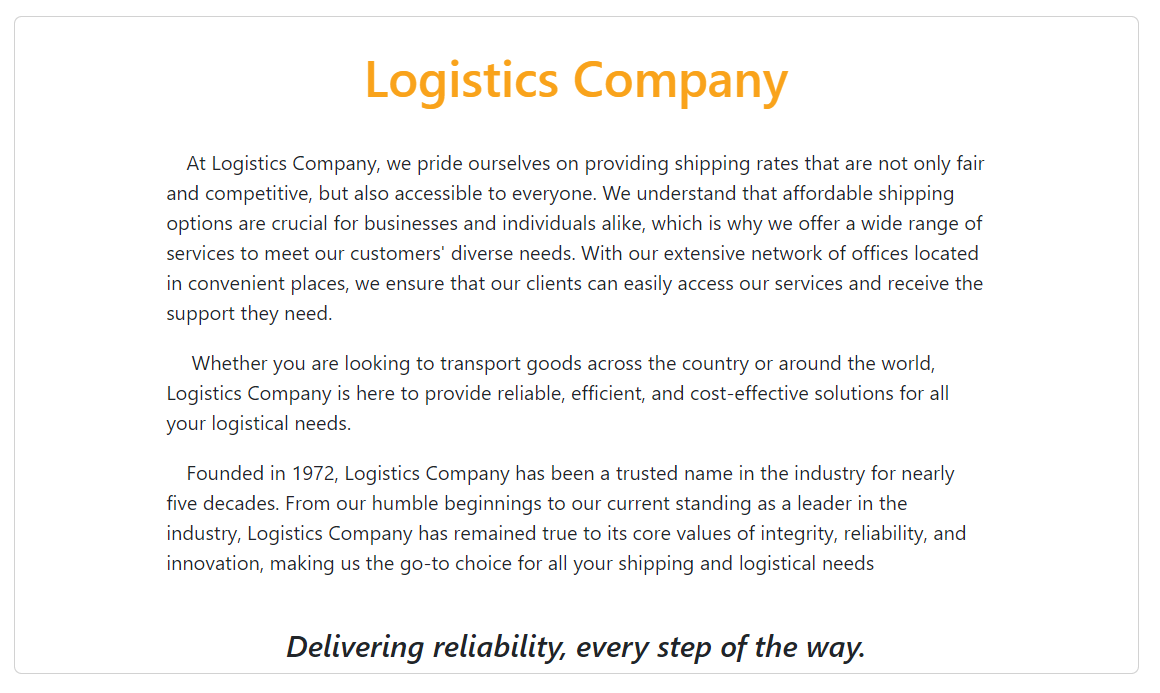 Logistics Company
At Logistics Company, we pride ourselves on providing shipping rates that are not only fair
and competitive, but also accessible to everyone. We understand that affordable shipping
options are crucial for businesses and individuals alike, which is why we offer a wide range of
services to meet our customers' diverse needs. With our extensive network of offices located
in convenient places, we ensure that our clients can easily access our services and receive the
support they need.
Whether you are looking to transport goods across the country or around the world,
Logistics Company is here to provide reliable, efficient, and cost-effective solutions for all
your logistical needs.
Founded in 1972, Logistics Company has been a trusted name in the industry for nearly
five decades. From our humble beginnings to our current standing as a leader in the
industry, Logistics Company has remained true to its core values of integrity, reliability, and
innovation, making us the go-to choice for all your shipping and logistical needs
Delivering reliability, every step of the way.